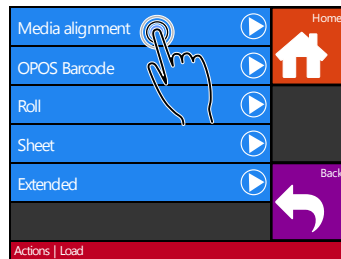 Media alignment
Home
OPOS Barcode
Roll
Sheet
Extended
Back
Actions | Load